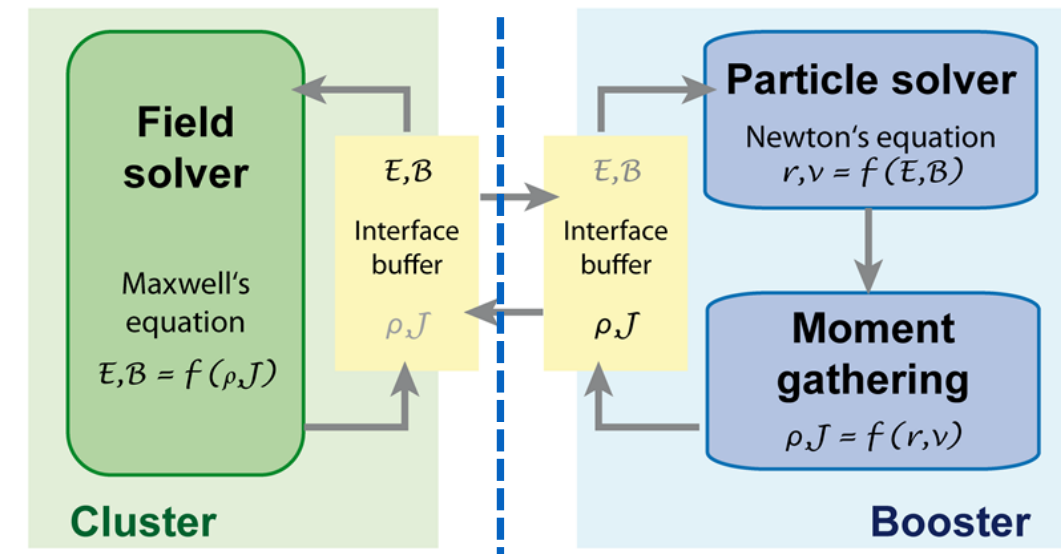 Field
solver
Maxwell‘s
equation
E,B = f (ρ,J)
E,B
Interface
buffer
ρ,J
E,B
Interface
buffer
ρ,J
Particle solver
Newton‘s equation
r,v = f (E,B)
Moment
gathering
ρ,J = f (r,v)
Cluster
Booster